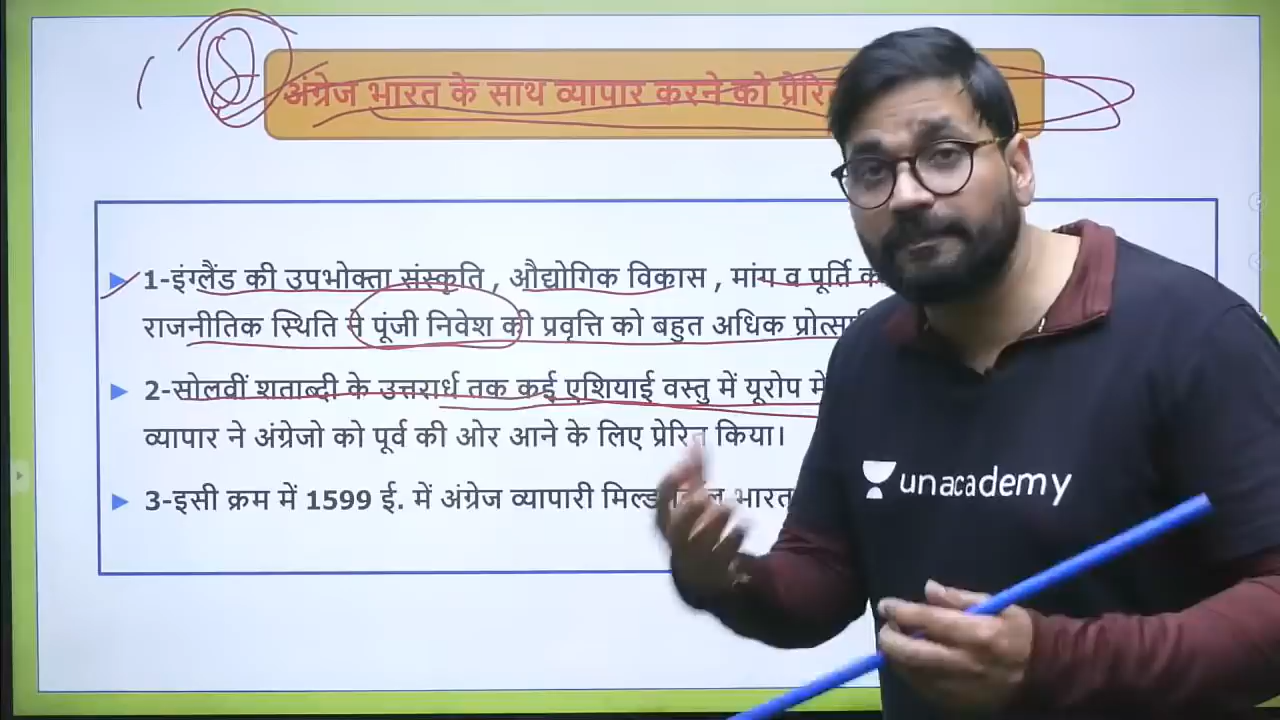 अंग्रेज भारत के साथ व्यापार करने को
1-इंग्लैंड की उपभोक्ता संस्कृति , औद्योगिक विकास , मांग व पूर्ति
राजनीतिक स्थिति से पूंजी निवेश की प्रवृत्ति को बहुत अधिक
2-सोलवीं शताब्दी के उत्तरार्ध तक कई एशियाई वस्तु में यूरोप में
व्यापार ने अंग्रेजो को पूर्व की ओर आने के लिए प्रेरित किया।
3-इसी क्रम में 1599 ई. में अंग्रेज व्यापारी भारत
unacademy